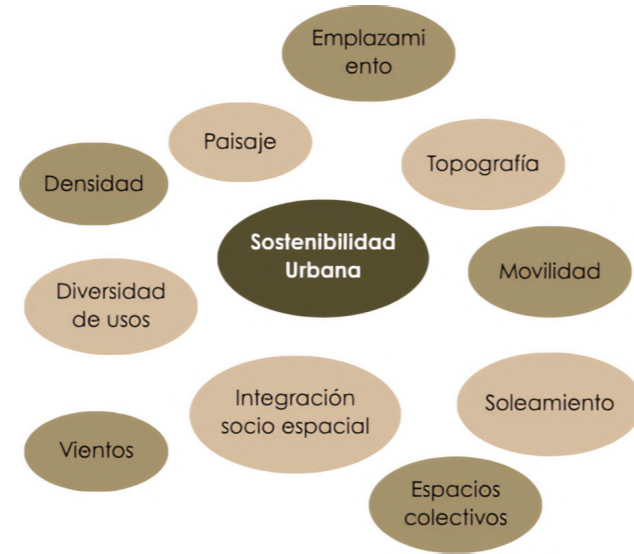 Emplazami
ento
Paisaje
Topografía
Densidad
Sostenibilidad
Urbana
Movilidad
Diversidad
de usos
Integración
socio espacial
Soleamiento
Vientos
Espacios
colectivos